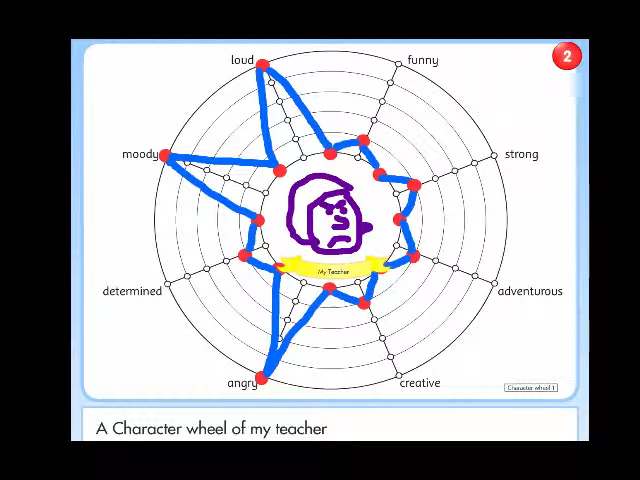 2
loud
funny
moody
strong
My Teacher
determined
adventurous
angry
creative
Character wheel 1
A Character wheel of my teacher